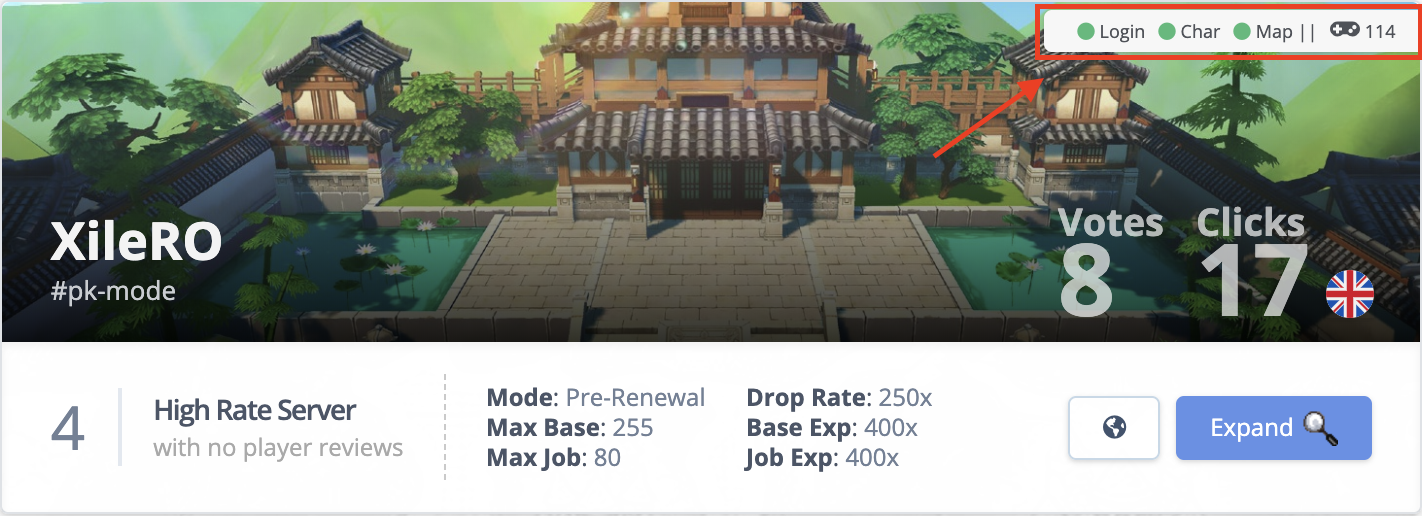 Login Char Map || 114
XileRO
#pk-mode
Votes Clicks
8 17
4
High Rate Server
with no player reviews
Mode: Pre-Renewal
Max Base: 255
Max Job: 80
Drop Rate: 250x
Base Exp: 400x
Job Exp: 400x
Expand